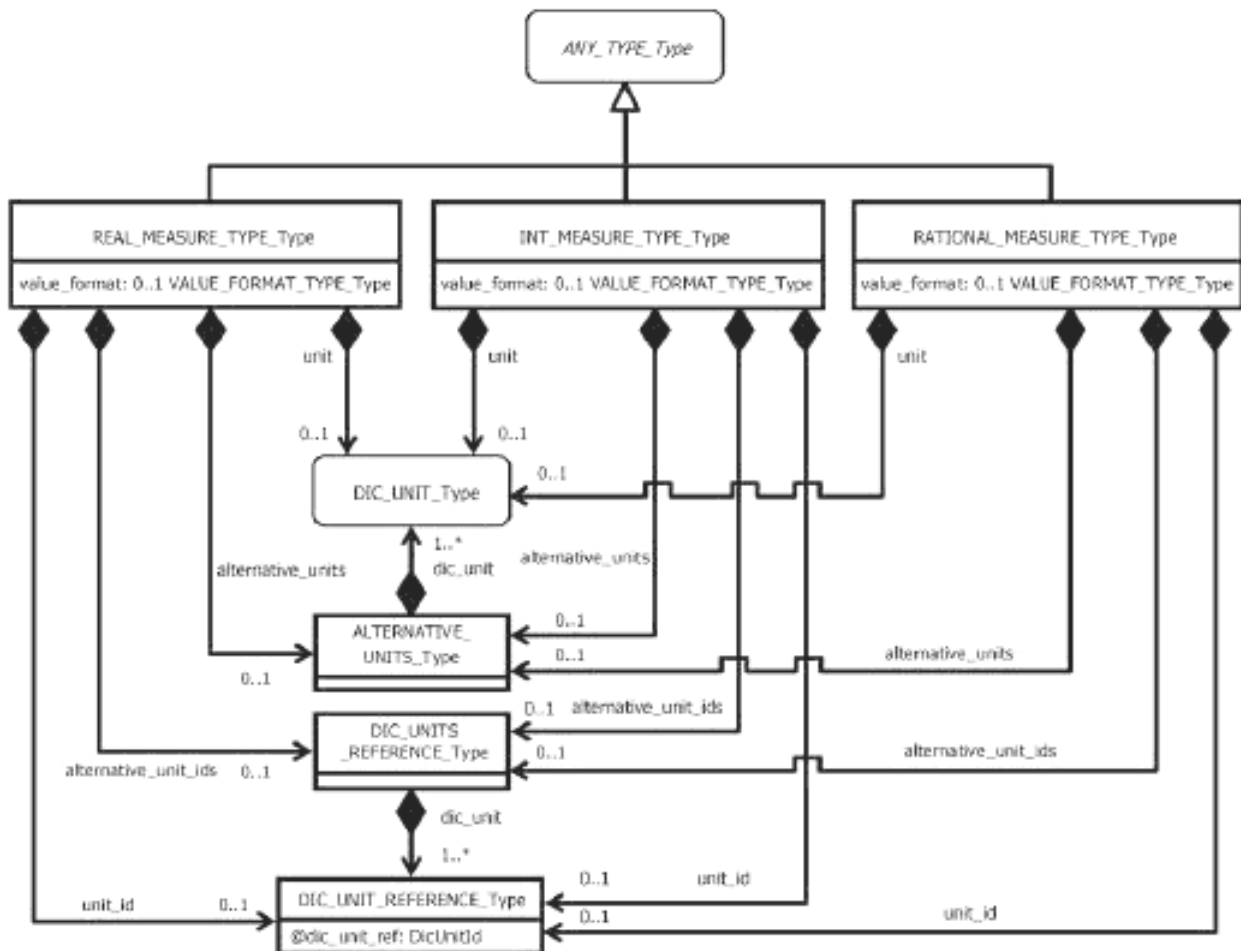 ANY_TYPE_Type
REAL_MEASURE_TYPE_Type
value_format: 0..1 VALUE_FORMAT_TYPE_Type
INT_MEASURE_TYPE_Type
value_format: 0..1 VALUE_FORMAT_TYPE_Type
RATIONAL_MEASURE_TYPE_Type
value_format: 0..1 VALUE_FORMAT_TYPE_Type
unit
unit
unit
0..1
0..1
0..1
DIC_UNIT_Type
1..*
dic_unit
alternative_units
alternative_units
ALTERNATIVE_
UNITS_Type
0..1
0..1
0..1
alternative_units
DIC_UNITS
_REFERENCE_Type
0..1
alternative_unit_ids
0..1
alternative_unit_ids
alternative_unit_ids
0..1
dic_unit
1..*
DIC_UNIT_REFERENCE_Type
@dic_unit_ref: DicUnitId
unit_id
0..1
0..1
unit_id
0..1
unit_id